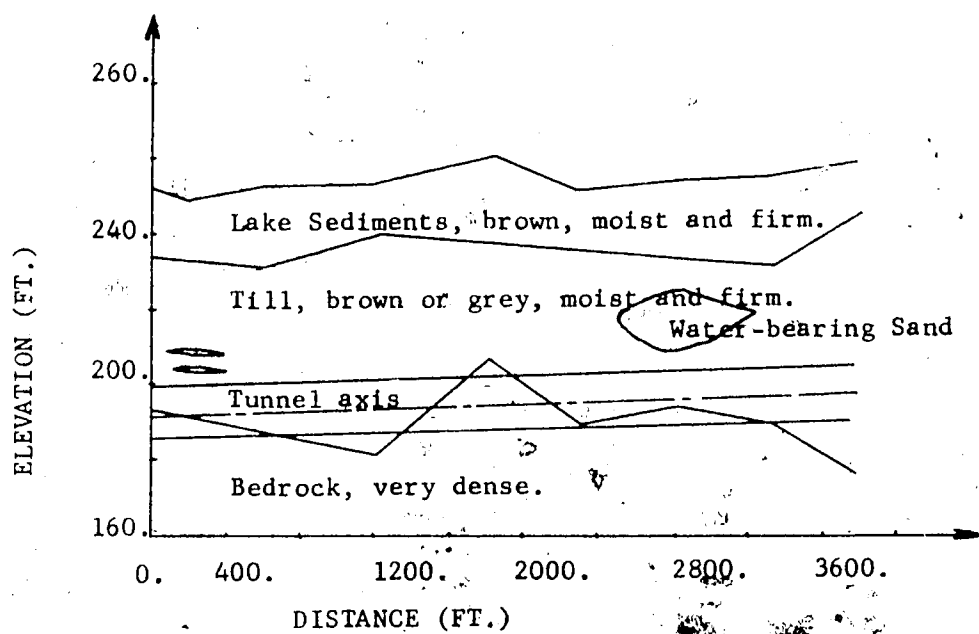 260.
Lake Sediments, brown, moist and firm.
240.
Till, brown or grey, moist and firm.
Water-bearing Sand
200.
Tunnel axis
Bedrock, very dense.
160.
ELEVATION (FT.)
0. 400. 1200. 2000. 2800. 3600.
DISTANCE (FT.)